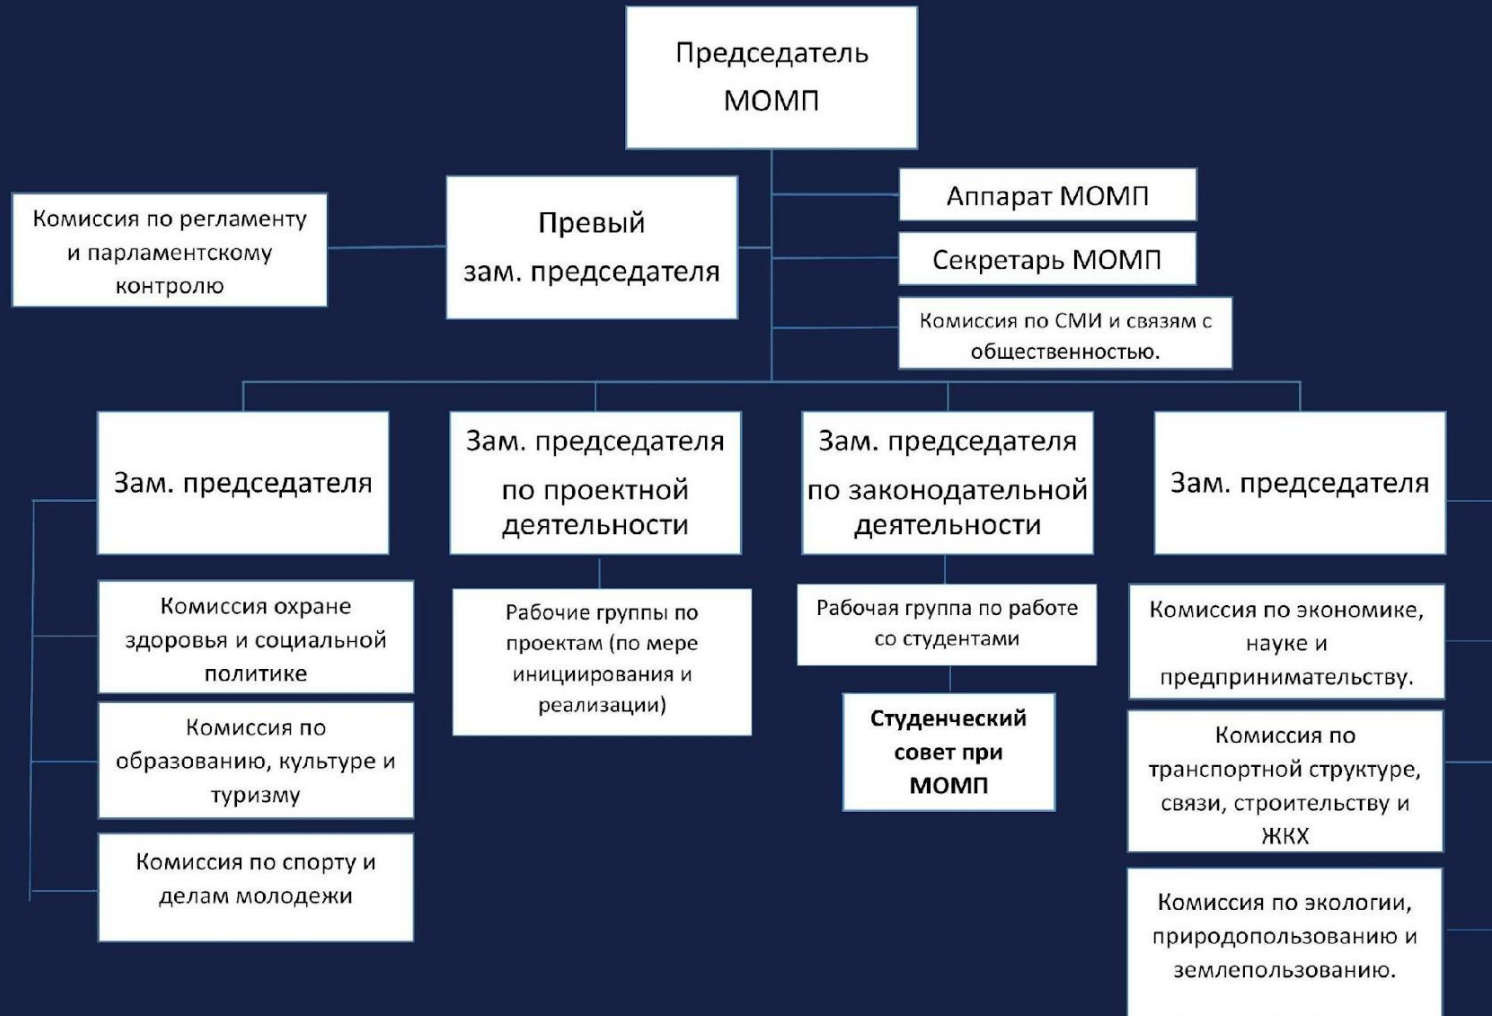 Председатель
МОМП
Комиссия по регламенту
и парламентскому
контролю
Превый
зам. председателя
Аппарат МОМП
Секретарь МОМП
Комиссия по СМИ и связям с
общественностью.
Зам. председателя
Зам. председателя
по проектной
деятельности
Зам. председателя
по законодательной
деятельности
Зам. председателя
Комиссия охране
здоровья и социальной
политике
Комиссия по
образованию, культуре и
туризму
Комиссия по спорту и
делам молодежи
Рабочие группы по
проектам (по мере
инициирования и
реализации)
Рабочая группа по работе
со студентами
Студенческий
совет при
МОМП
Комиссия по экономике,
науке и
предпринимательству.
Комиссия по
транспортной структуре,
связи, строительству и
ЖКХ
Комиссия по экологии,
природопользованию и
землепользованию.